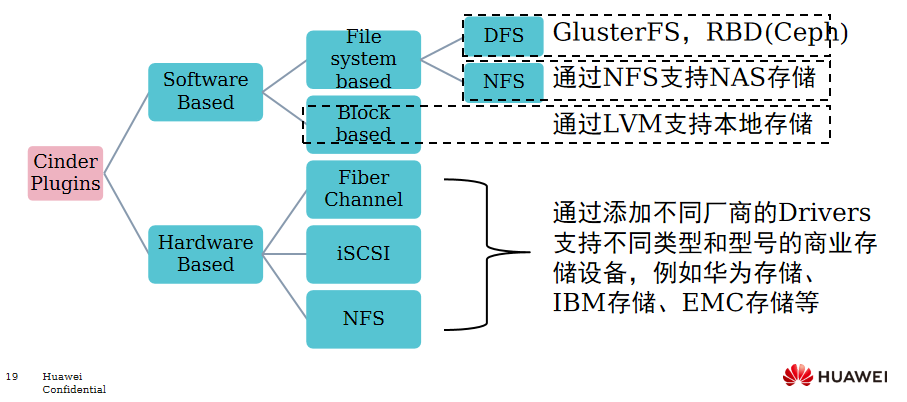 Cinder
Plugins
Software
Based
File
system
based
DFS
GlusterFS，RBD(Ceph)
NFS
通过NFS支持NAS存储
Block
based
通过LVM支持本地存储
Hardware
Based
Fiber
Channel
iSCSI
NFS
通过添加不同厂商的Drivers
支持不同类型和型号的商业存
储设备，例如华为存储、
IBM存储、EMC存储等
19
Huawei
Confidential
HUAWEI